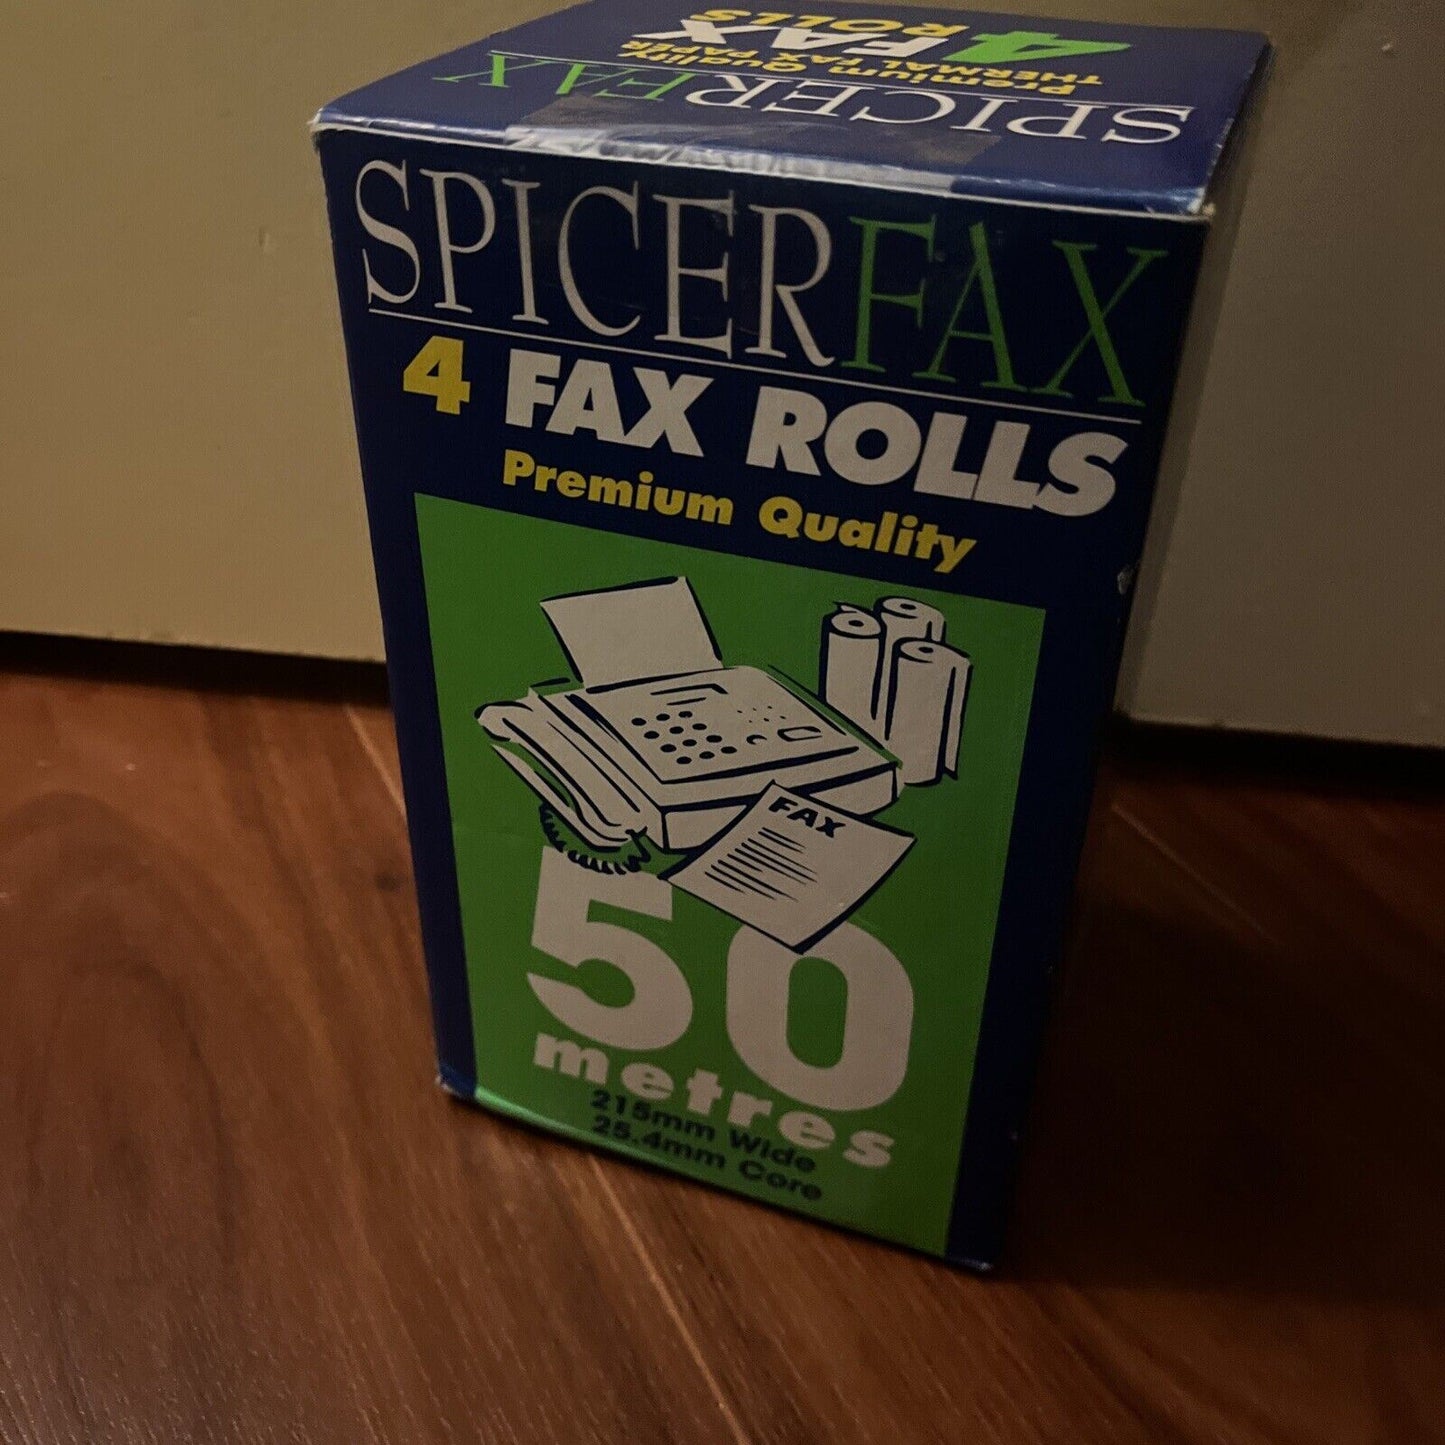 4 FAX
ROLLS
Premium Quality
THERMAL FAX PAPER
SPICERFAX
SPICERFAX
4 FAX ROLLS
Premium Quality
FAX
50
metres
215mm Wide
25.4mm Core